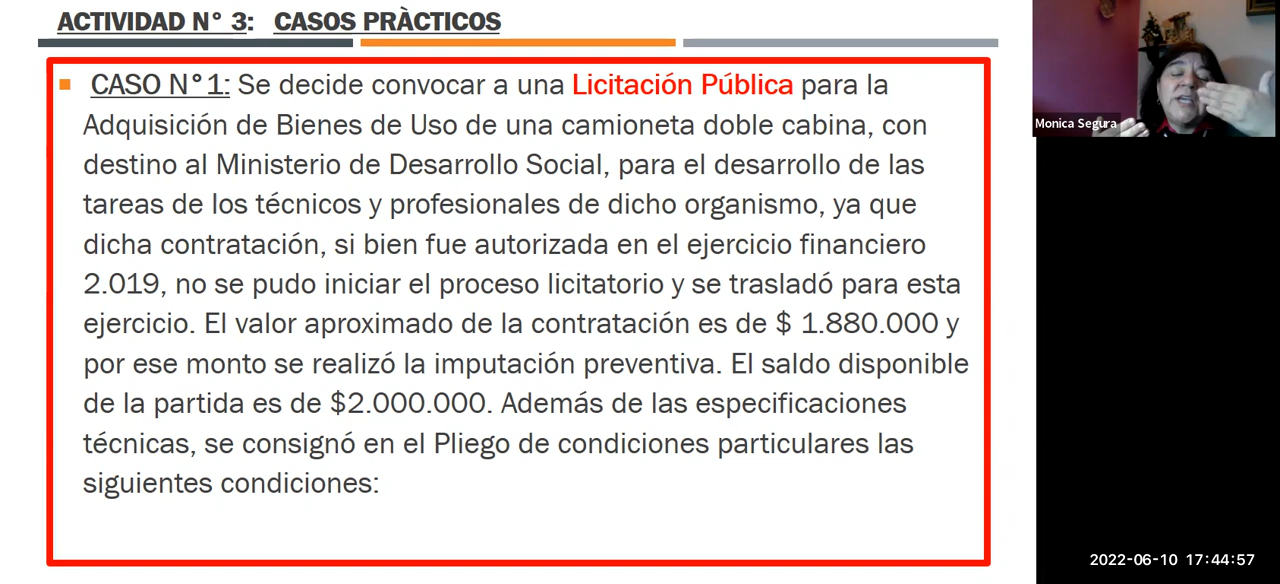 ACTIVIDAD N° 3: CASOS PRÀCTICOS
CASO N°1: Se decide convocar a una Licitación Pública para la
Adquisición de Bienes de Uso de una camioneta doble cabina, con
destino al Ministerio de Desarrollo Social, para el desarrollo de las
tareas de los técnicos y profesionales de dicho organismo, ya que
dicha contratación, si bien fue autorizada en el ejercicio financiero
2.019, no se pudo iniciar el proceso licitatorio y se trasladó para esta
ejercicio. El valor aproximado de la contratación es de $ 1.880.000 y
por ese monto se realizó la imputación preventiva. El saldo disponible
de la partida es de $2.000.000. Además de las especificaciones
técnicas, se consignó en el Pliego de condiciones particulares las
siguientes condiciones:
Monica Segura
2022-06-10 17:44:57